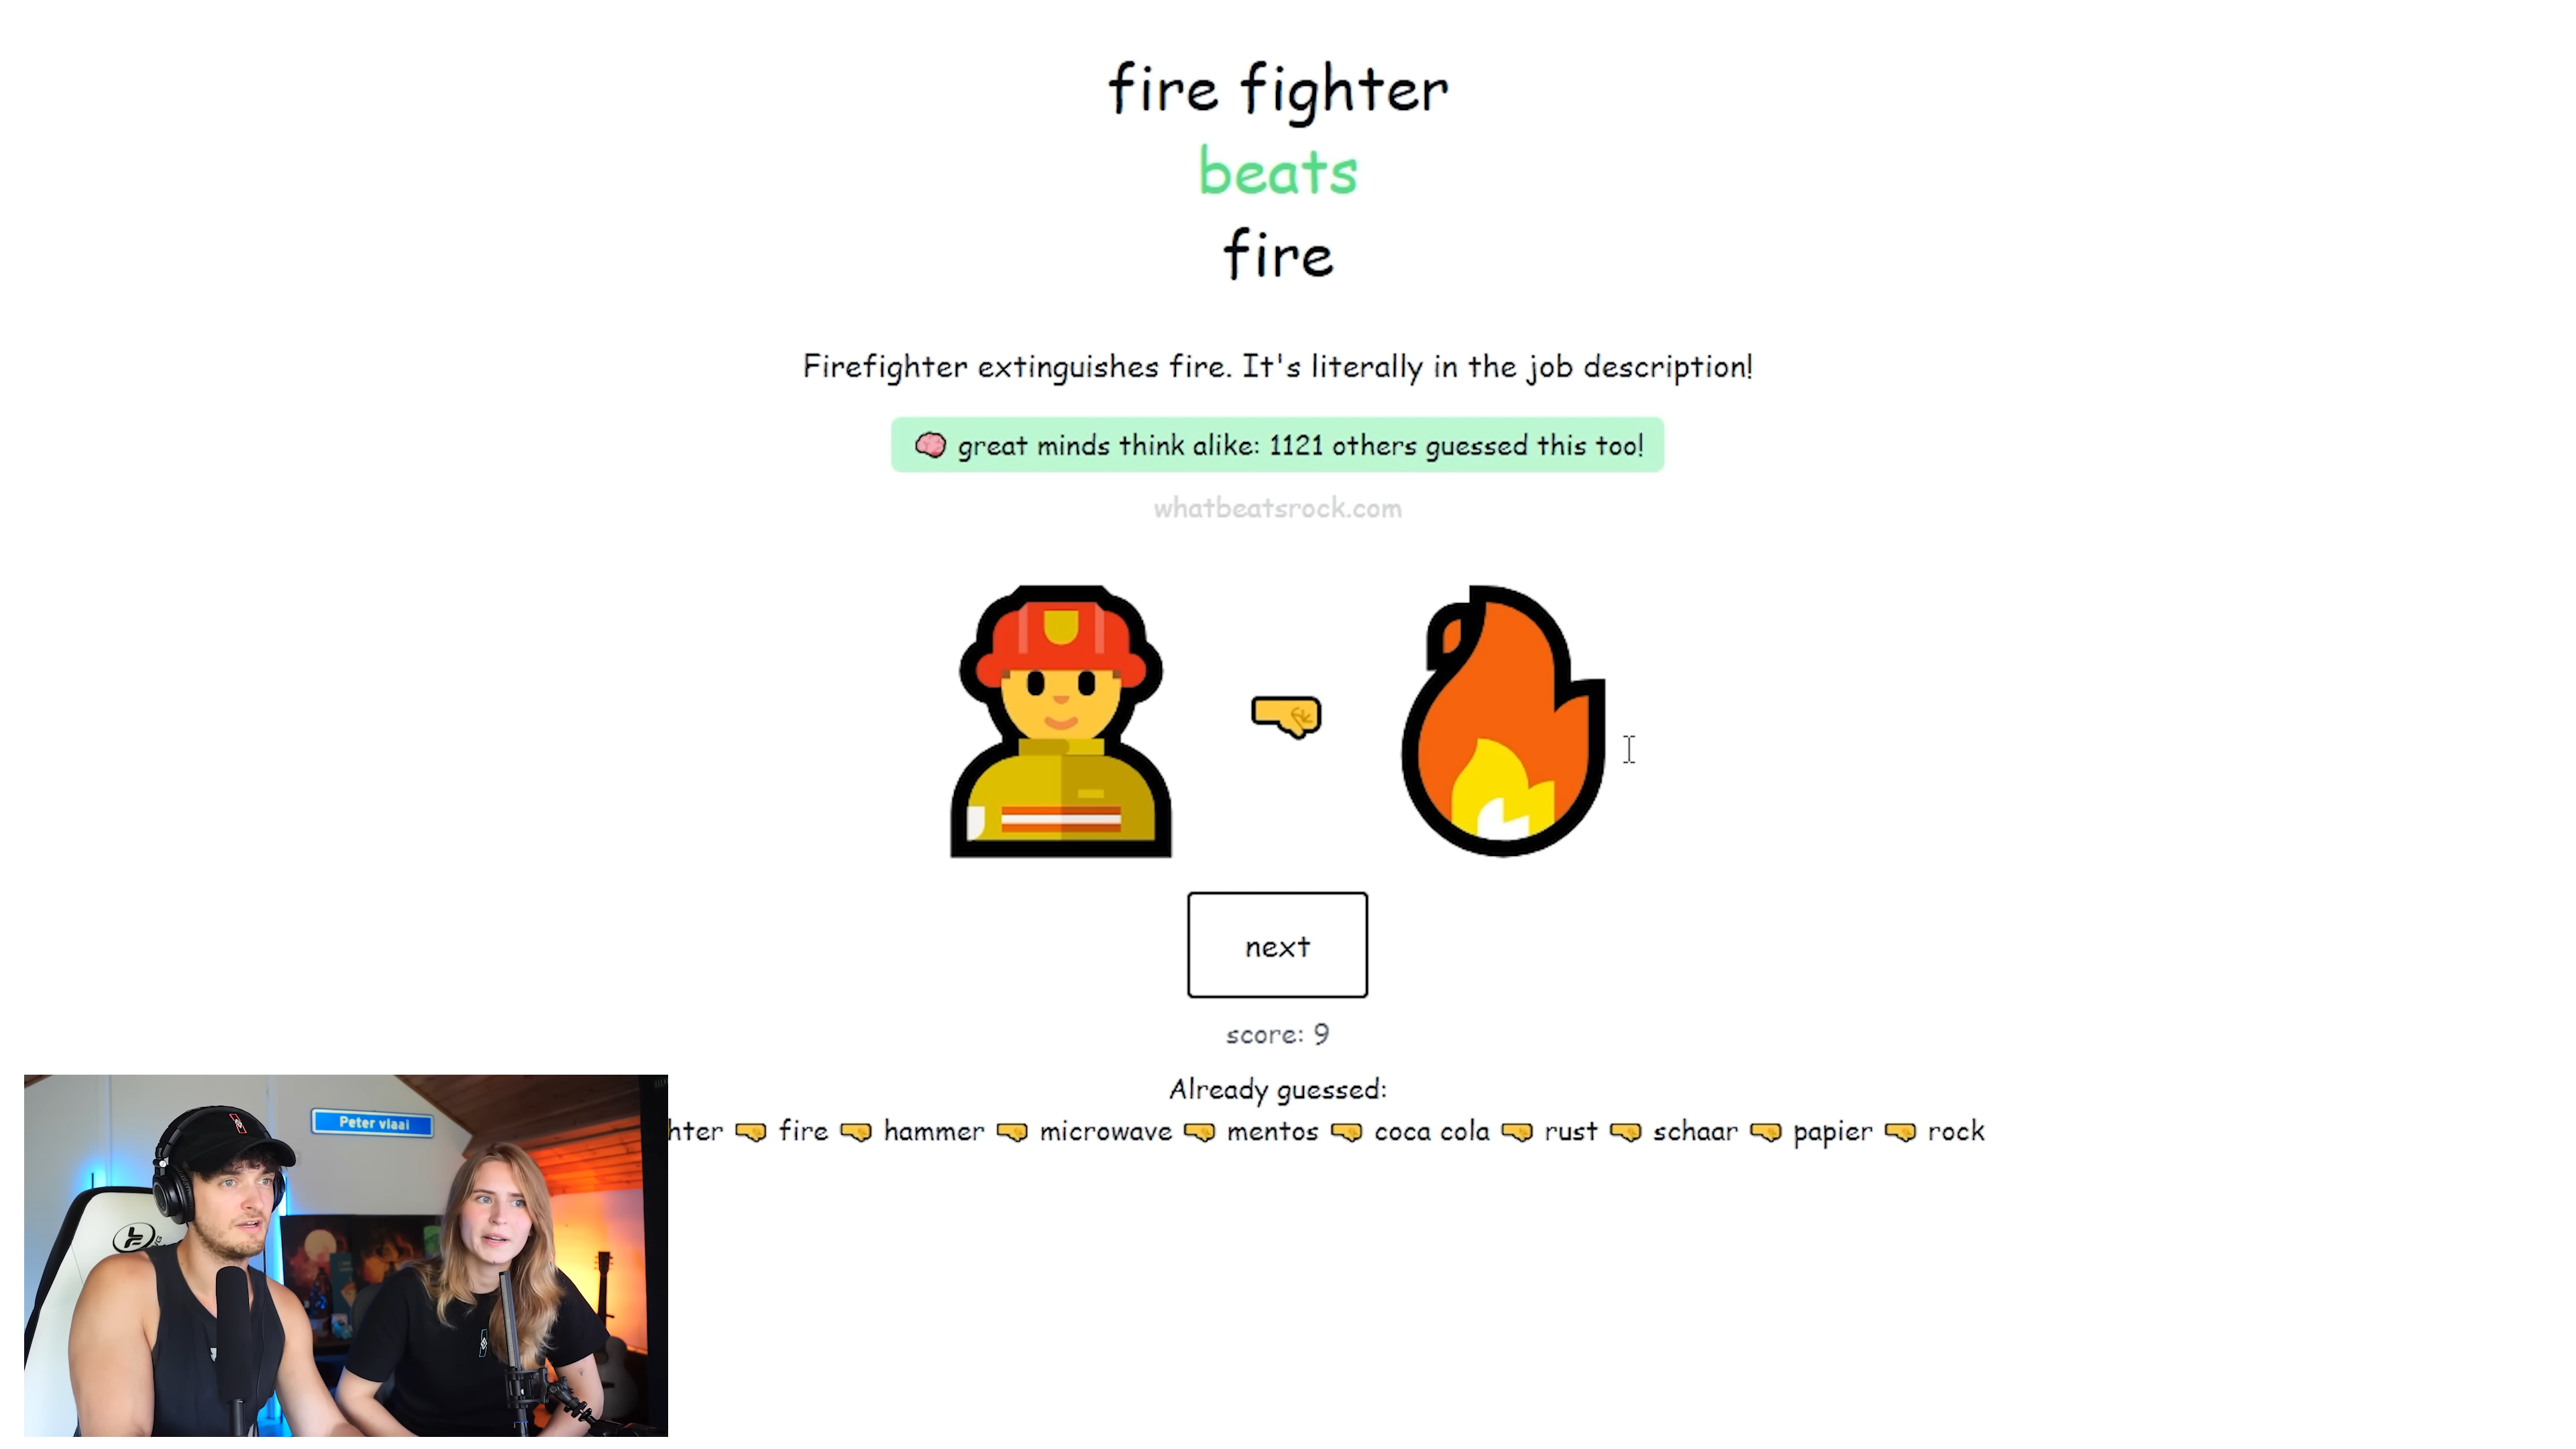 fire fighter
beats
fire
Firefighter extinguishes fire. It's literally in the job description!
great minds think alike: 1121 others guessed this too!
whatbeatsrock.com
next
score: 9
Already guessed:
hter fire hammer microwave mentos coca cola rust schaar papier rock
Peter vlaai